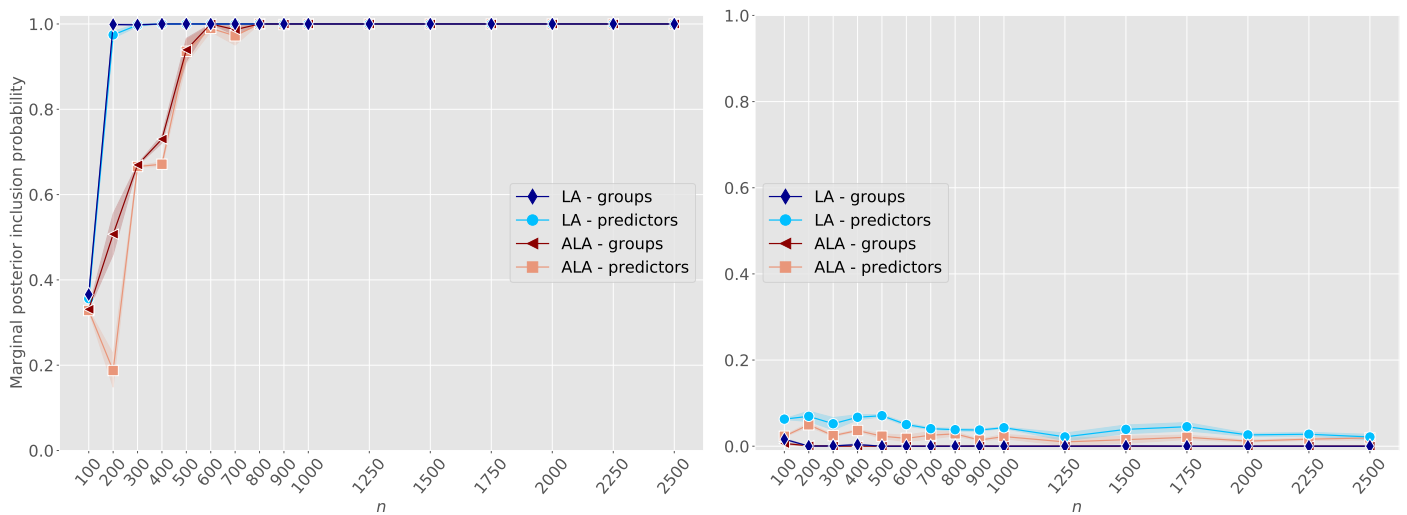 Marginal posterior inclusion probability
1.0
0.8
0.6
0.4
0.2
0.0
LA - groups
LA - predictors
ALA - groups
ALA - predictors
100 200 300 400 500 600 700 800 900 1000 1250 1500 1750 2000 2250 2500
n
1.0
0.8
0.6
0.4
0.2
0.0
LA - groups
LA - predictors
ALA - groups
ALA - predictors
100 200 300 400 500 600 700 800 900 1000 1250 1500 1750 2000 2250 2500
n